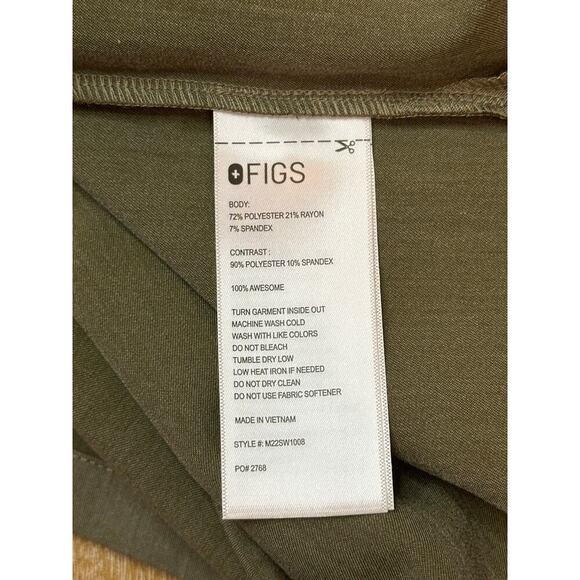 FIGS
BODY:
72% POLYESTER 21% RAYON
7% SPANDEX
CONTRAST :
90% POLYESTER 10% SPANDEX
100% AWESOME
TURN GARMENT INSIDE OUT
MACHINE WASH COLD
WASH WITH LIKE COLORS
DO NOT BLEACH
TUMBLE DRY LOW
LOW HEAT IRON IF NEEDED
DO NOT DRY CLEAN
DO NOT USE FABRIC SOFTENER
MADE IN VIETNAM
STYLE #: M22SW1008
PO# 2768